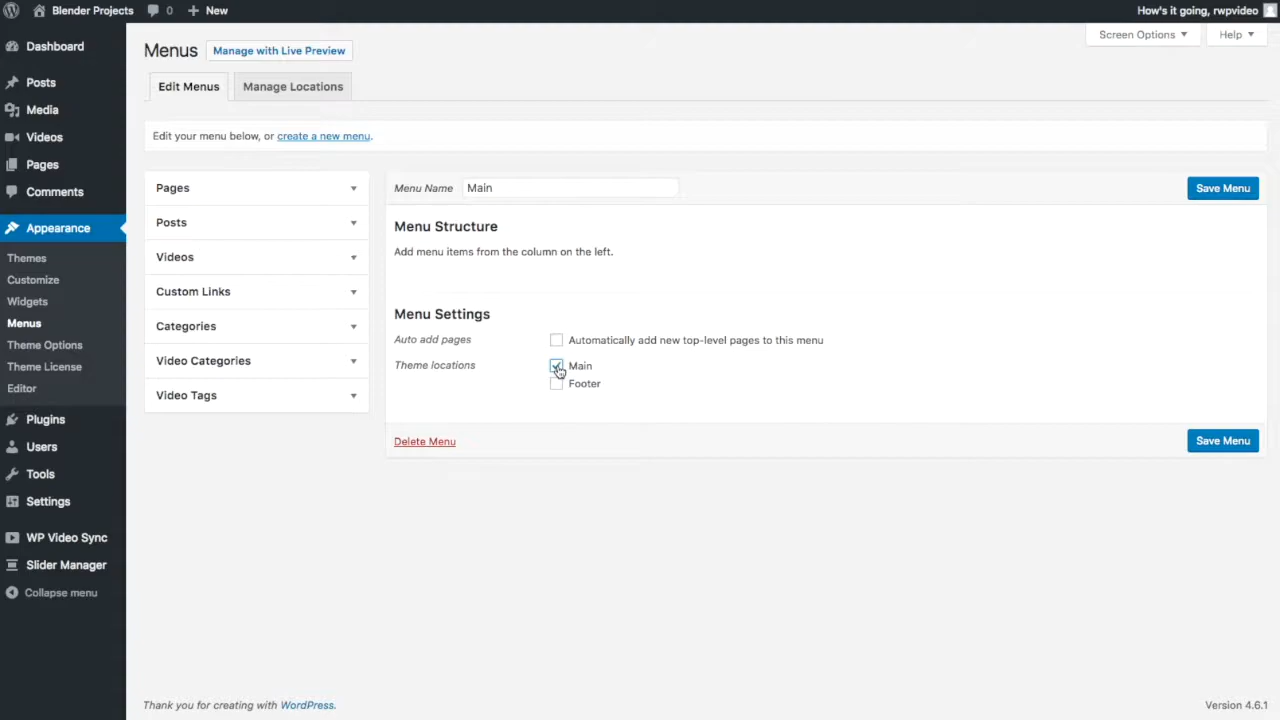 Blender Projects 0 New How's it going, rwpvideo
Screen Options Help
Menus Manage with Live Preview
Edit Menus Manage Locations
Edit your menu below, or create a new menu.
Dashboard
Posts
Media
Videos
Pages
Comments
Appearance
Themes
Customize
Widgets
Menus
Theme Options
Theme License
Editor
Plugins
Users
Tools
Settings
WP Video Sync
Slider Manager
Collapse menu
Pages
Posts
Videos
Custom Links
Categories
Video Categories
Video Tags
Menu Name Main Save Menu
Menu Structure
Add menu items from the column on the left.
Menu Settings
Auto add pages Automatically add new top-level pages to this menu
Theme locations Main
Footer
Delete Menu Save Menu
Thank you for creating with WordPress. Version 4.6.1